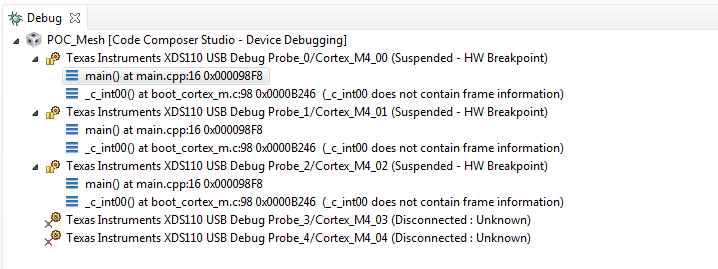 Debug
POC_Mesh [Code Composer Studio - Device Debugging]
Texas Instruments XDS110 USB Debug Probe_0/Cortex_M4_00 (Suspended - HW Breakpoint)
main() at main.cpp:16 0x000098F8
_c_int00() at boot_cortex_m.c:98 0x0000B246 (_c_int00 does not contain frame information)
Texas Instruments XDS110 USB Debug Probe_1/Cortex_M4_01 (Suspended - HW Breakpoint)
main() at main.cpp:16 0x000098F8
_c_int00() at boot_cortex_m.c:98 0x0000B246 (_c_int00 does not contain frame information)
Texas Instruments XDS110 USB Debug Probe_2/Cortex_M4_02 (Suspended - HW Breakpoint)
main() at main.cpp:16 0x000098F8
_c_int00() at boot_cortex_m.c:98 0x0000B246 (_c_int00 does not contain frame information)
Texas Instruments XDS110 USB Debug Probe_3/Cortex_M4_03 (Disconnected : Unknown)
Texas Instruments XDS110 USB Debug Probe_4/Cortex_M4_04 (Disconnected : Unknown)